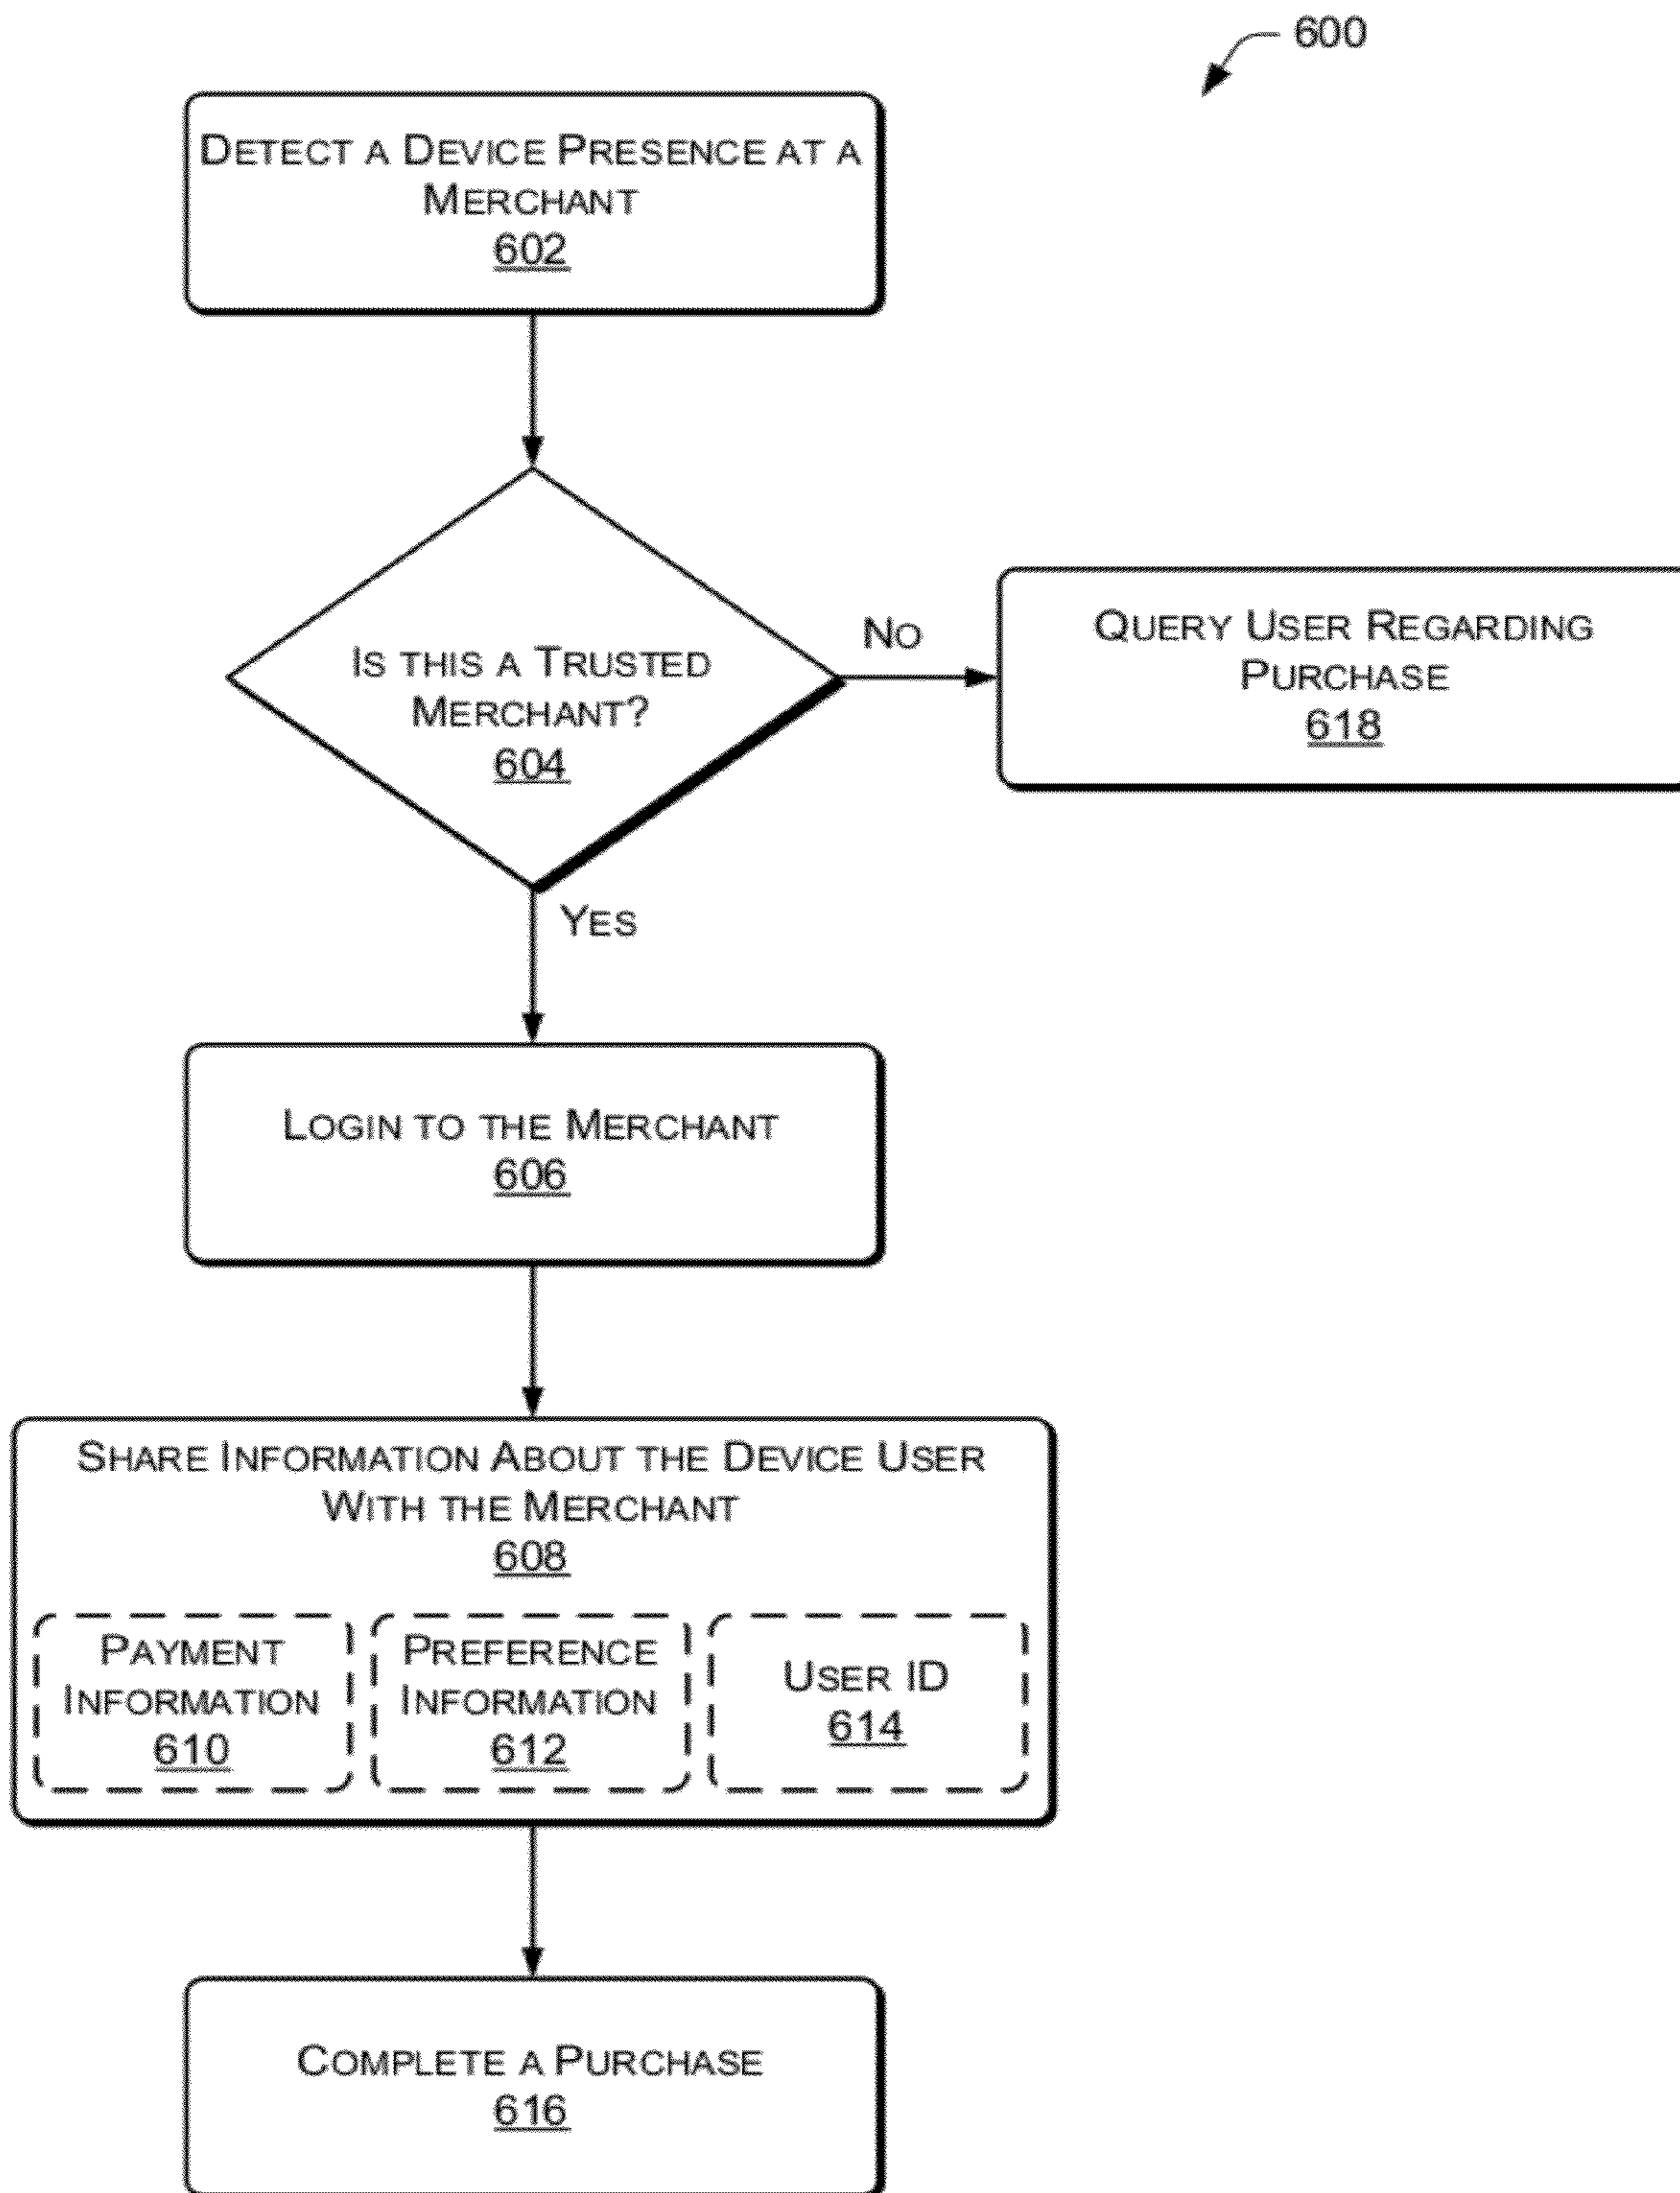 600
DETECT A DEVICE PRESENCE AT A
MERCHANT
602
IS THIS A TRUSTED
MERCHANT?
604
NO
QUERY USER REGARDING
PURCHASE
618
YES
LOGIN TO THE MERCHANT
606
SHARE INFORMATION ABOUT THE DEVICE USER
WITH THE MERCHANT
608
PAYMENT
INFORMATION
610
PREFERENCE
INFORMATION
612
USER ID
614
COMPLETE A PURCHASE
616